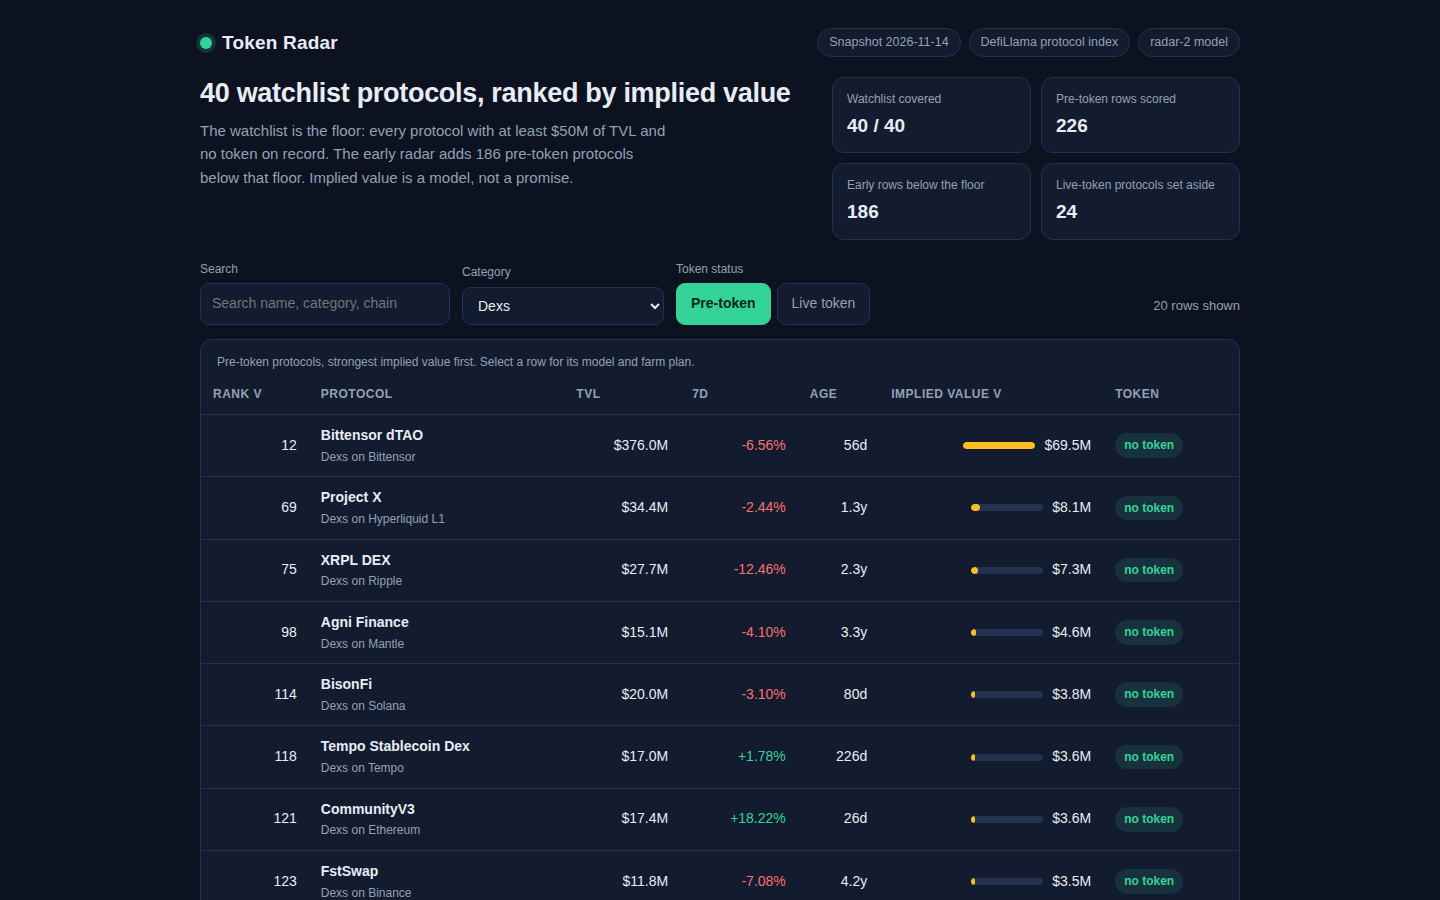 Token Radar
Snapshot 2026-11-14
DefiLlama protocol index
radar-2 model
40 watchlist protocols, ranked by implied value
The watchlist is the floor: every protocol with at least $50M of TVL and
no token on record. The early radar adds 186 pre-token protocols
below that floor. Implied value is a model, not a promise.
Watchlist covered
40 / 40
Pre-token rows scored
226
Early rows below the floor
186
Live-token protocols set aside
24
Search
Search name, category, chain
Category
Dexs
Token status
Pre-token
Live token
20 rows shown
Pre-token protocols, strongest implied value first. Select a row for its model and farm plan.
RANK V PROTOCOL TVL 7D AGE IMPLIED VALUE V TOKEN
12 Bittensor dTAO $376.0M -6.56% 56d $69.5M no token
Dexs on Bittensor
69 Project X $34.4M -2.44% 1.3y $8.1M no token
Dexs on Hyperliquid L1
75 XRPL DEX $27.7M -12.46% 2.3y $7.3M no token
Dexs on Ripple
98 Agni Finance $15.1M -4.10% 3.3y $4.6M no token
Dexs on Mantle
114 BisonFi $20.0M -3.10% 80d $3.8M no token
Dexs on Solana
118 Tempo Stablecoin Dex $17.0M +1.78% 226d $3.6M no token
Dexs on Tempo
121 CommunityV3 $17.4M +18.22% 26d $3.6M no token
Dexs on Ethereum
123 FstSwap $11.8M -7.08% 4.2y $3.5M no token
Dexs on Binance